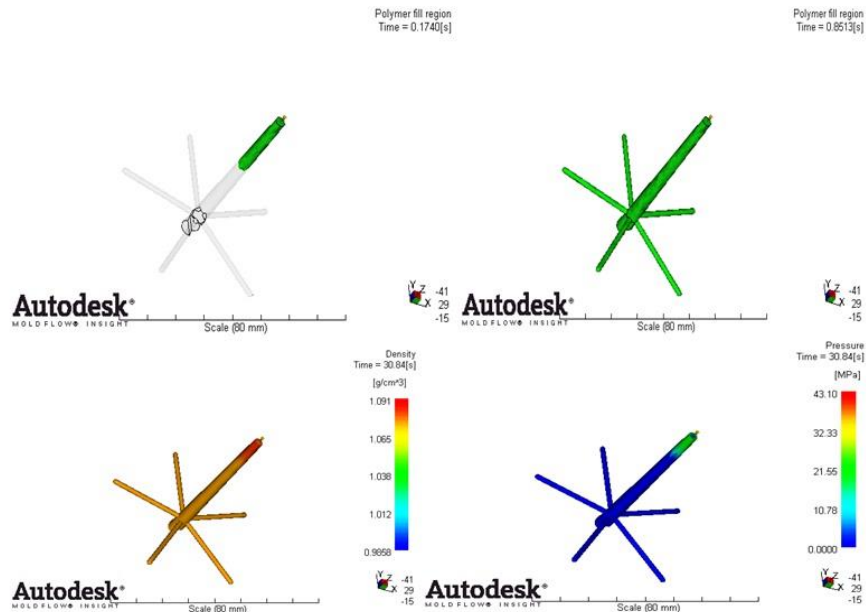 Polymer fill region
Time = 0.1740[s]
Autodesk®
MOLDFLOW® INSIGHT
Scale (80 mm)
Y
Z
X
-41
29
-15
Polymer fill region
Time = 0.8513[s]
Autodesk®
MOLDFLOW® INSIGHT
Scale (80 mm)
Y
Z
X
-41
29
-15
Density
Time = 30.84[s]
[g/cm^3]
1.091
1.065
1.038
1.012
0.9858
Autodesk®
MOLDFLOW® INSIGHT
Scale (80 mm)
Y
Z
X
-41
29
-15
Pressure
Time = 30.84[s]
[MPa]
43.10
32.33
21.55
10.78
0.0000
Autodesk®
MOLDFLOW® INSIGHT
Scale (80 mm)
Y
Z
X
-41
29
-15